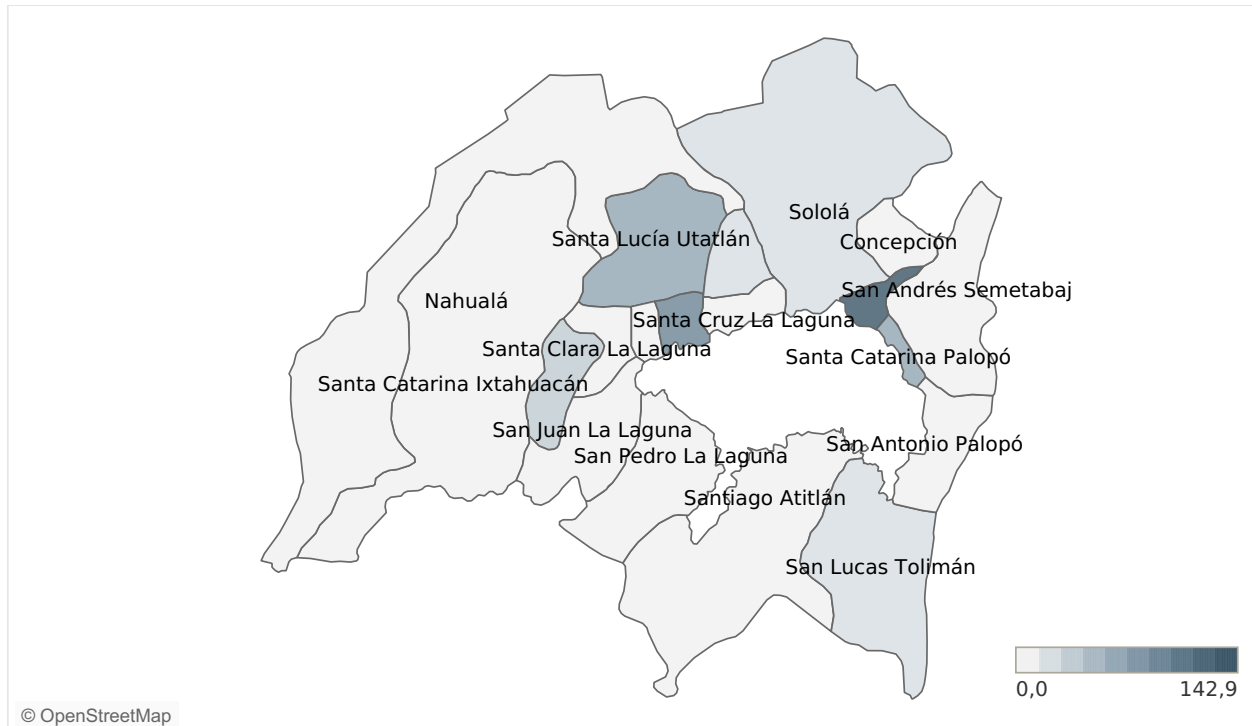 Sololá
Santa Lucía Utatlán
Concepción
San Andrés Semetabaj
Nahualá
Santa Cruz La Laguna
Santa Clara La Laguna
Santa Catarina Palopó
Santa Catarina Ixtahuacán
San Juan La Laguna
San Antonio Palopó
San Pedro La Laguna
Santiago Atitlán
San Lucas Tolimán
0,0 142,9
© OpenStreetMap